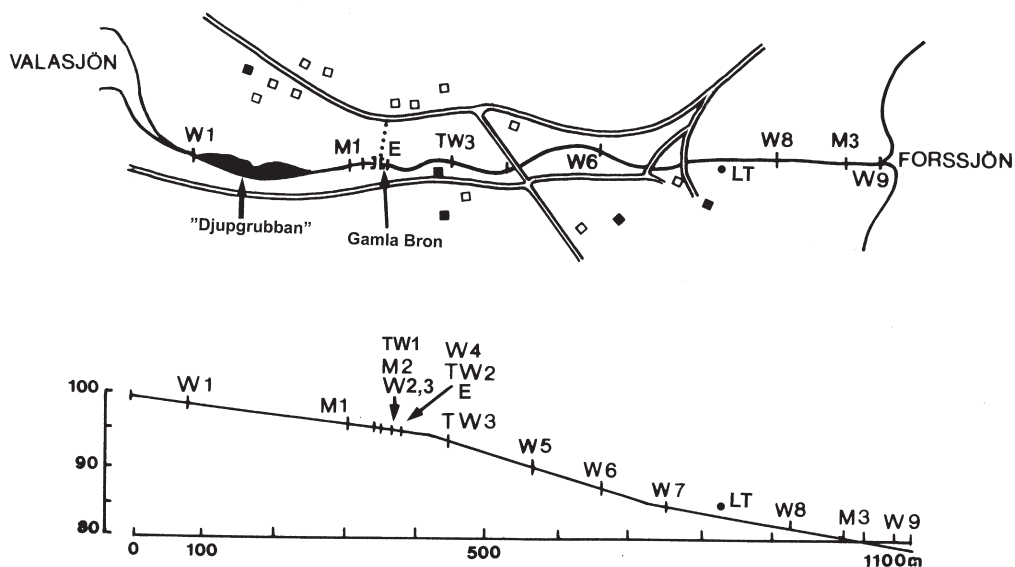 VALASJÖN
W1
M1
E
TW3
W6
W8
M3
LT
FORSSJÖN
W9
”Djupgrubban”
Gamla Bron
TW1
M2
W2,3
W4
TW2
E
100
W1
M1
TW3
W5
90
W6
W7
LT
W8
M3
W9
80
0
100
500
1100m